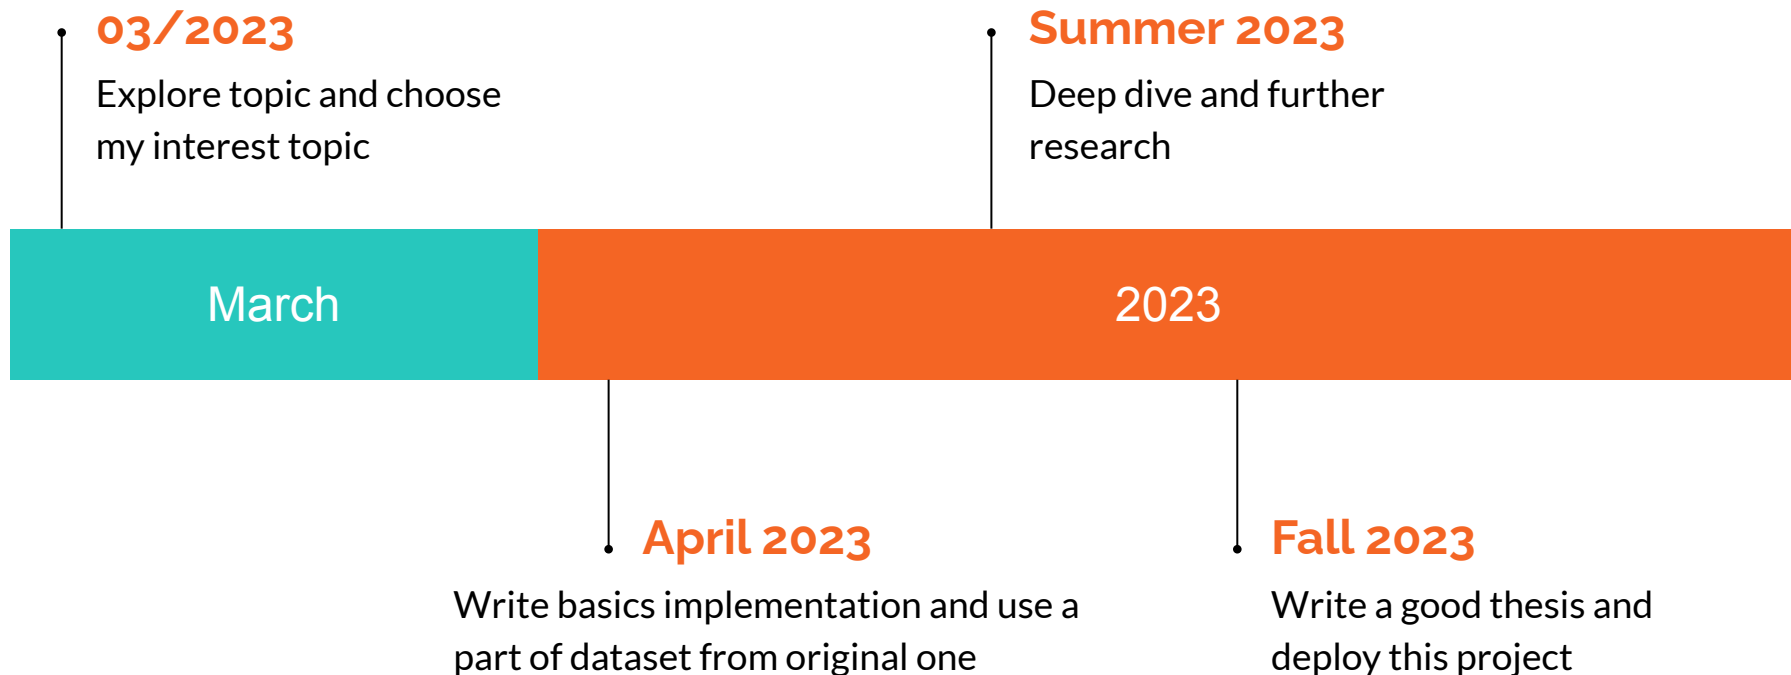 03/2023
Explore topic and choose
my interest topic
Summer 2023
Deep dive and further
research
March
2023
April 2023
Write basics implementation and use a
part of dataset from original one
Fall 2023
Write a good thesis and
deploy this project